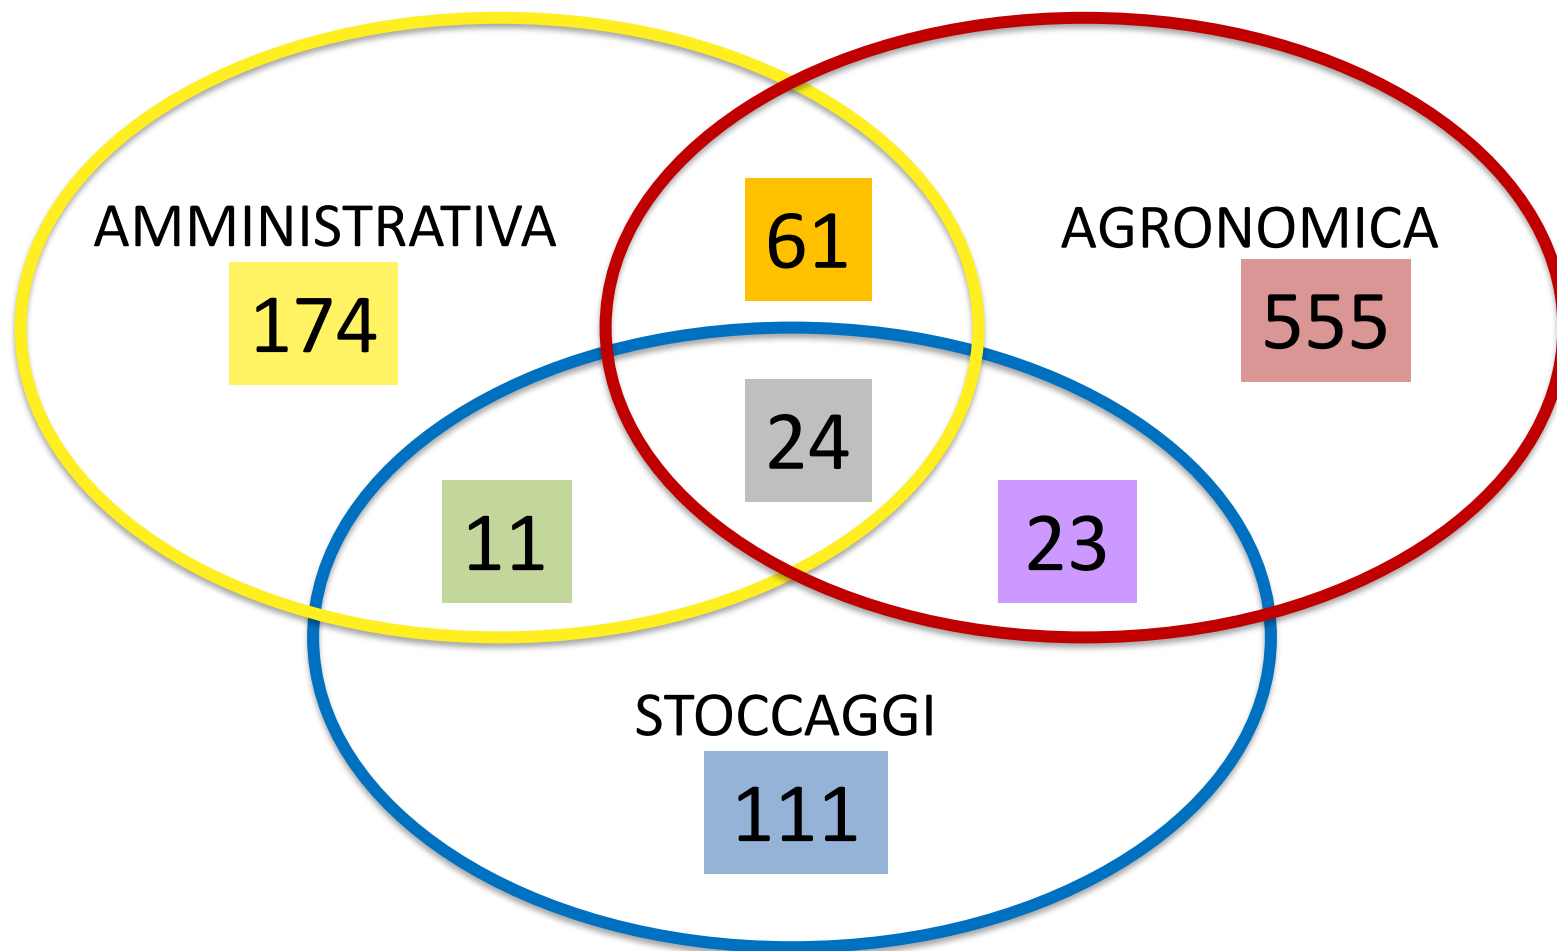 AMMINISTRATIVA
174
61
AGRONOMICA
555
24
11
23
STOCCAGGI
111